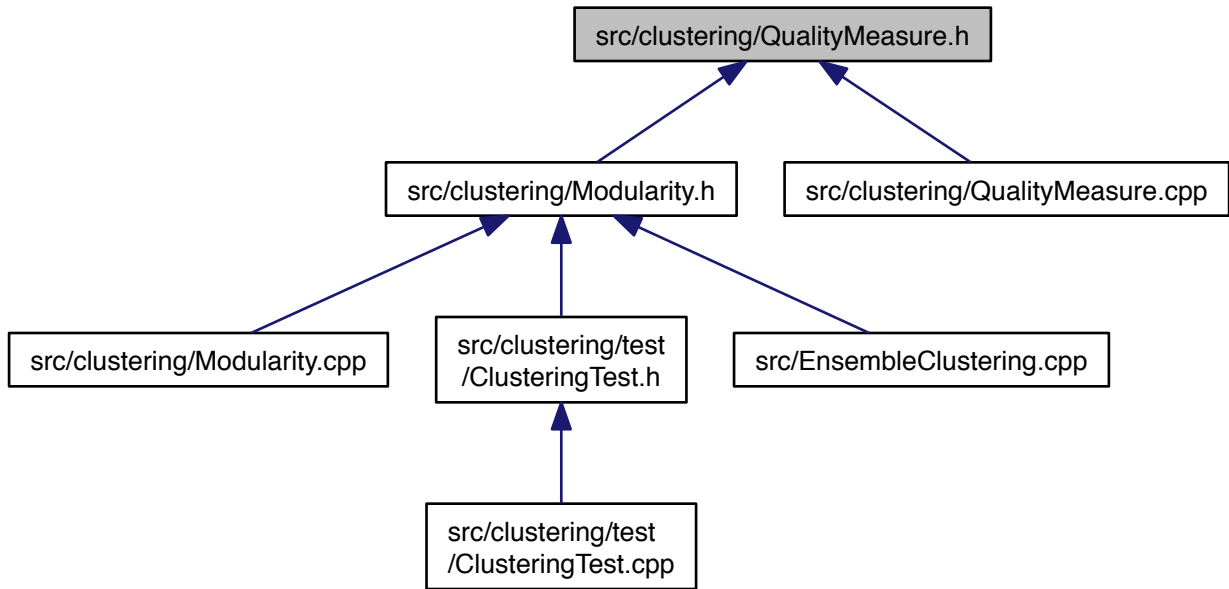 src/clustering/QualityMeasure.h
src/clustering/Modularity.h
src/clustering/QualityMeasure.cpp
src/clustering/Modularity.cpp
src/clustering/test
/ClusteringTest.h
src/EnsembleClustering.cpp
src/clustering/test
/ClusteringTest.cpp